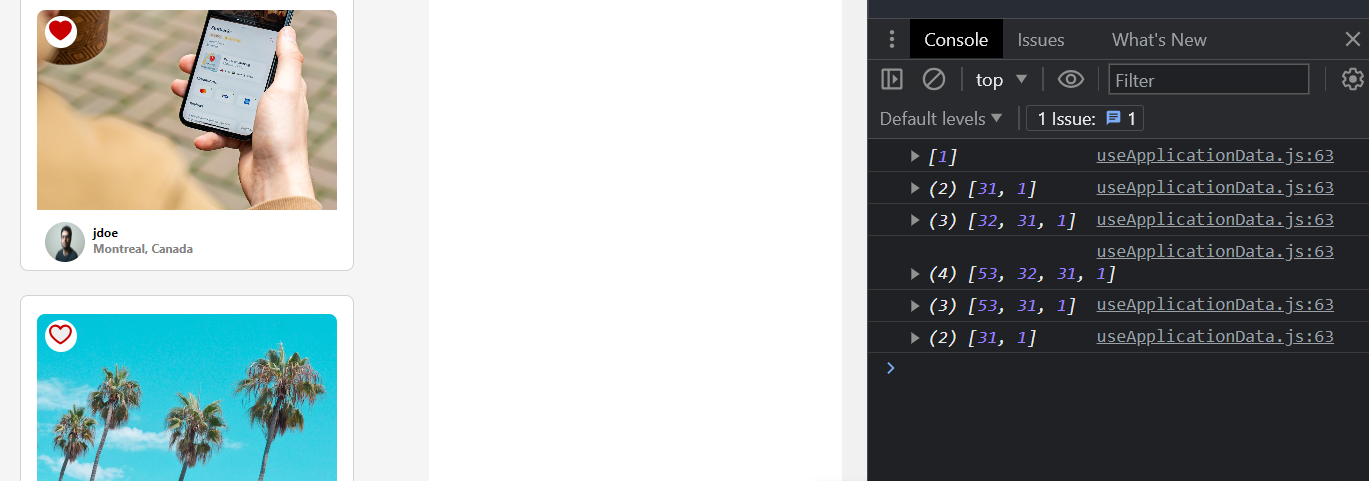 jdoe
Montreal, Canada
Console Issues What's New
top Filter
Default levels 1 Issue: 1
[1] useApplicationData.js:63
(2) [31, 1] useApplicationData.js:63
(3) [32, 31, 1] useApplicationData.js:63
useApplicationData.js:63
(4) [53, 32, 31, 1]
(3) [53, 31, 1] useApplicationData.js:63
(2) [31, 1] useApplicationData.js:63